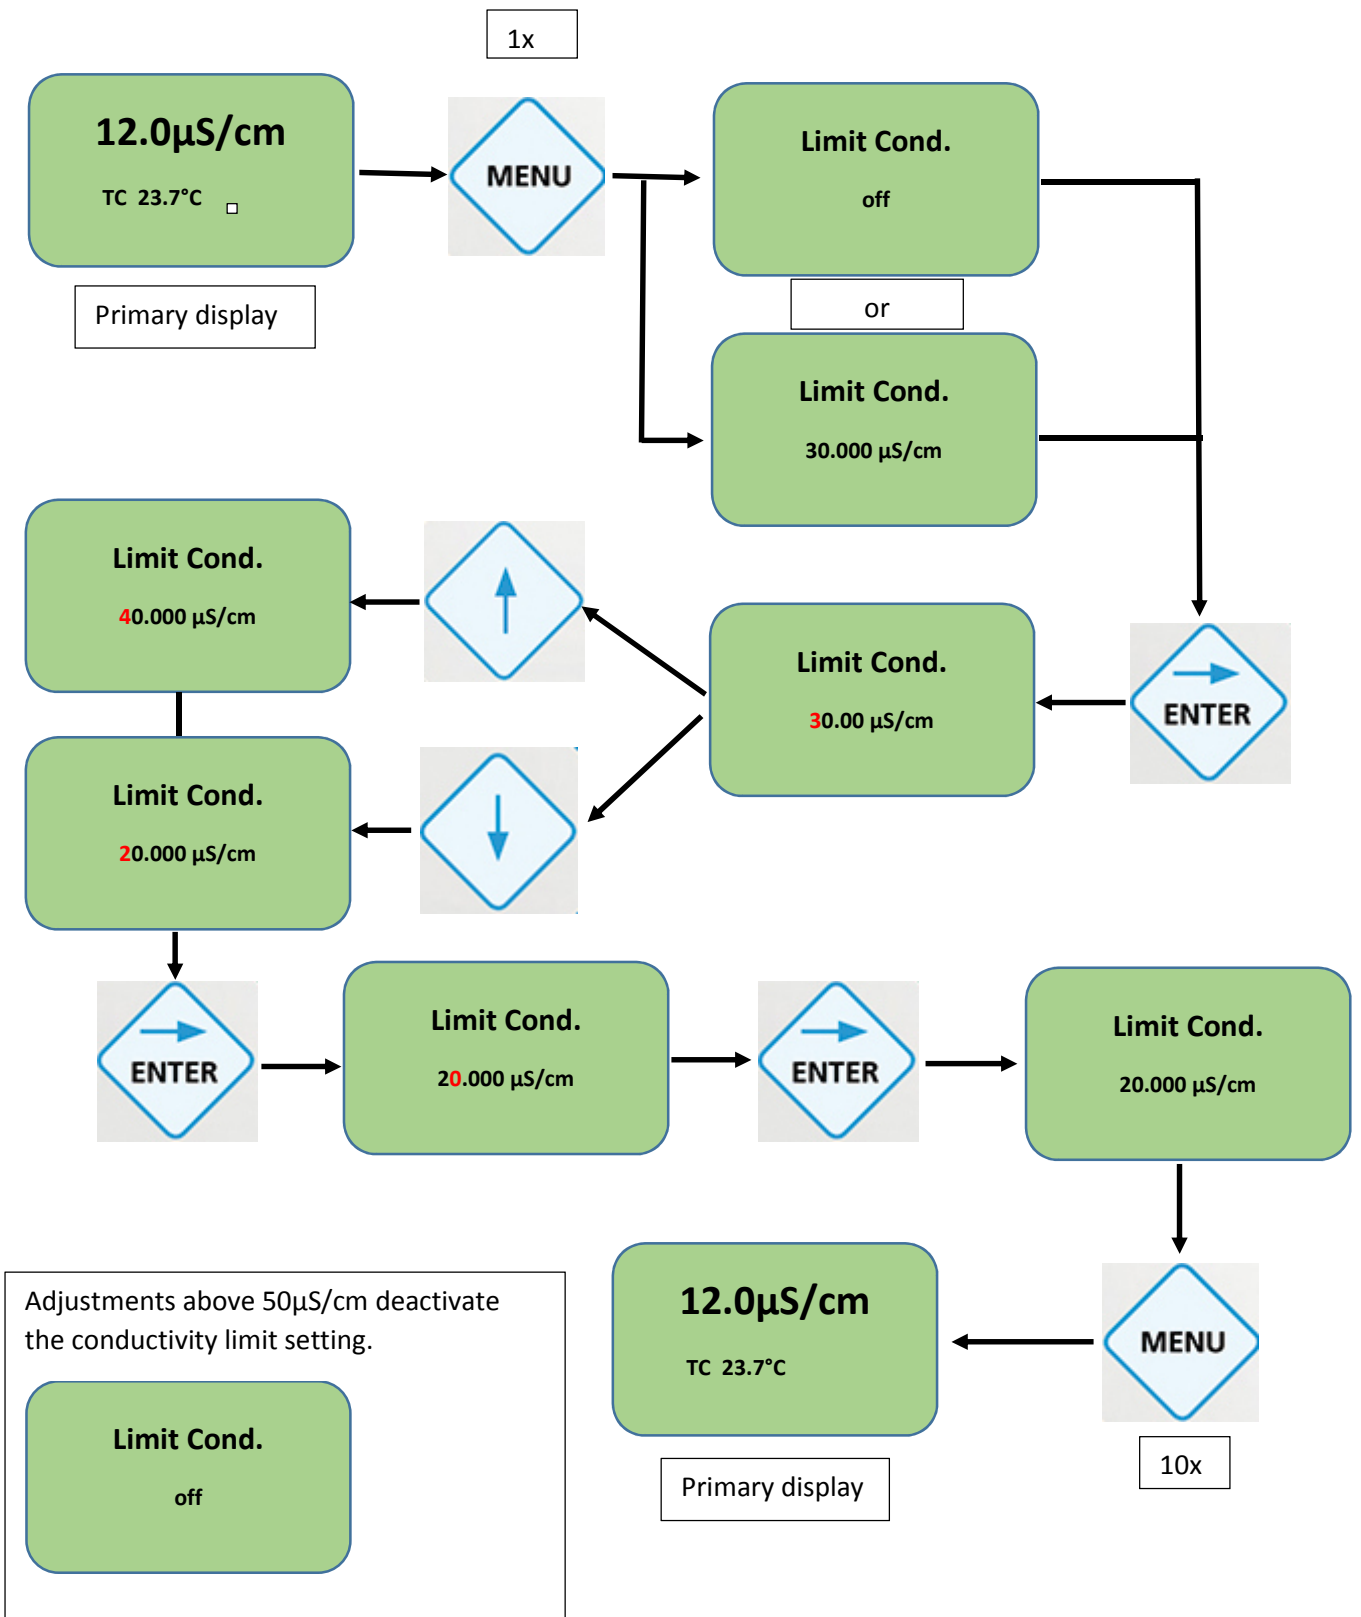 1x
12.0µS/cm
TC 23.7°C
Primary display
MENU
Limit Cond.
off
or
Limit Cond.
30.000 µS/cm
ENTER
Limit Cond.
30.00 µS/cm
Limit Cond.
40.000 µS/cm
Limit Cond.
20.000 µS/cm
ENTER
Limit Cond.
20.000 µS/cm
ENTER
Limit Cond.
20.000 µS/cm
MENU
10x
12.0µS/cm
TC 23.7°C
Primary display
Adjustments above 50µS/cm deactivate
the conductivity limit setting.
Limit Cond.
off